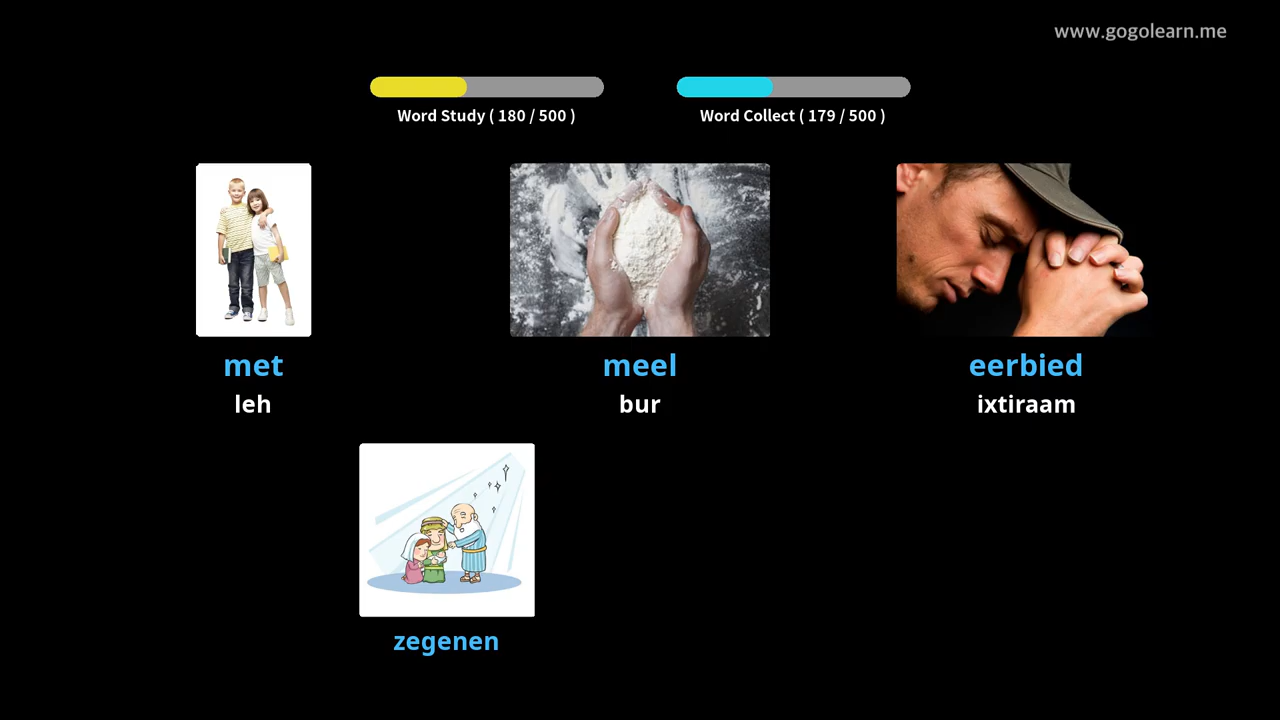 www.gogolearn.me
Word Study ( 180 / 500 )
Word Collect ( 179 / 500 )
met
leh
meel
bur
eerbied
ixtiraam
zegenen